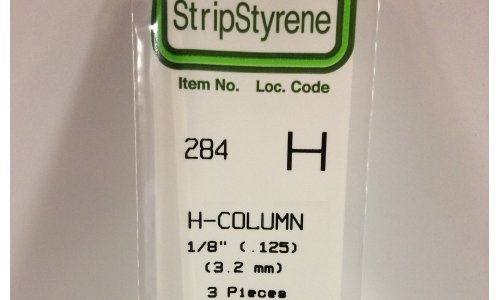 StripStyrene
Item No. Loc. Code
284 H
H-COLUMN
1/8" (.125)
(3.2 mm)
3 Pieces